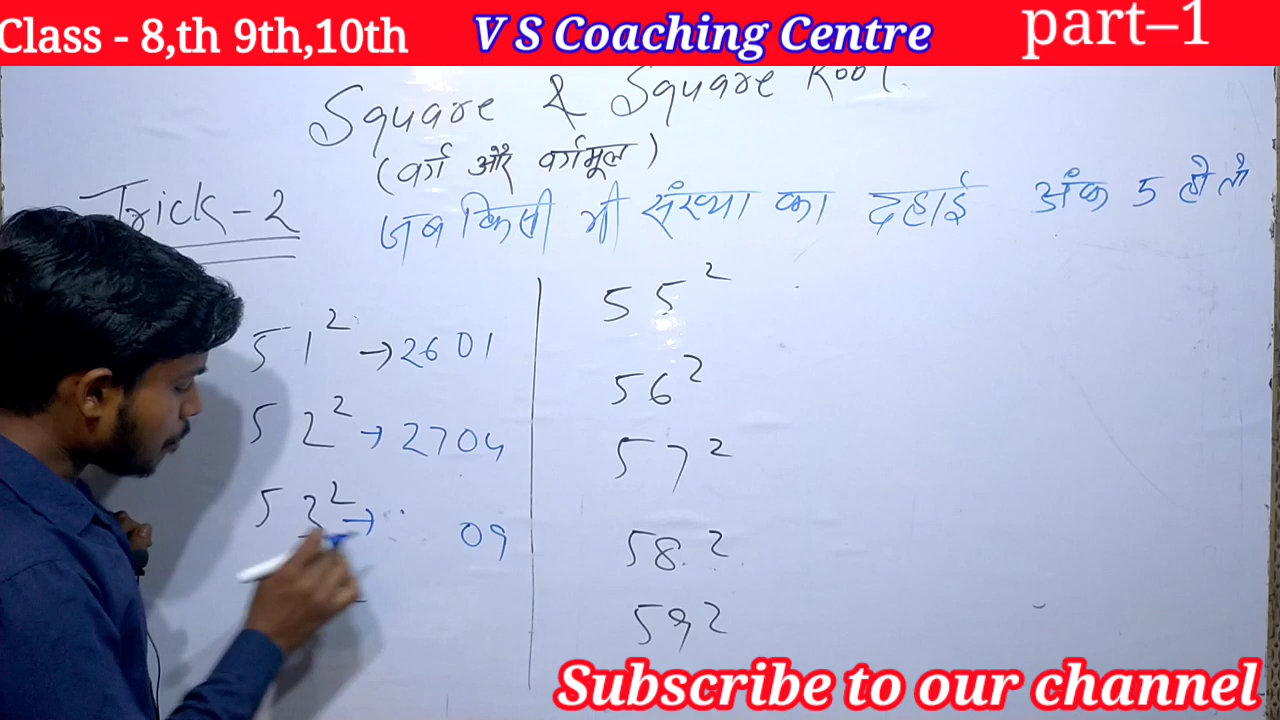 Class - 8,th 9th,10th V S Coaching Centre part–1
Square & Square Root.
(वर्ग और वर्गमूल)
Trick-2 जब किसी भी संख्या का दहाई अंक 5 हो तो
51² → 2601
52² → 2704
53² → 09
55²
56²
57²
58²
59²
Subscribe to our channel